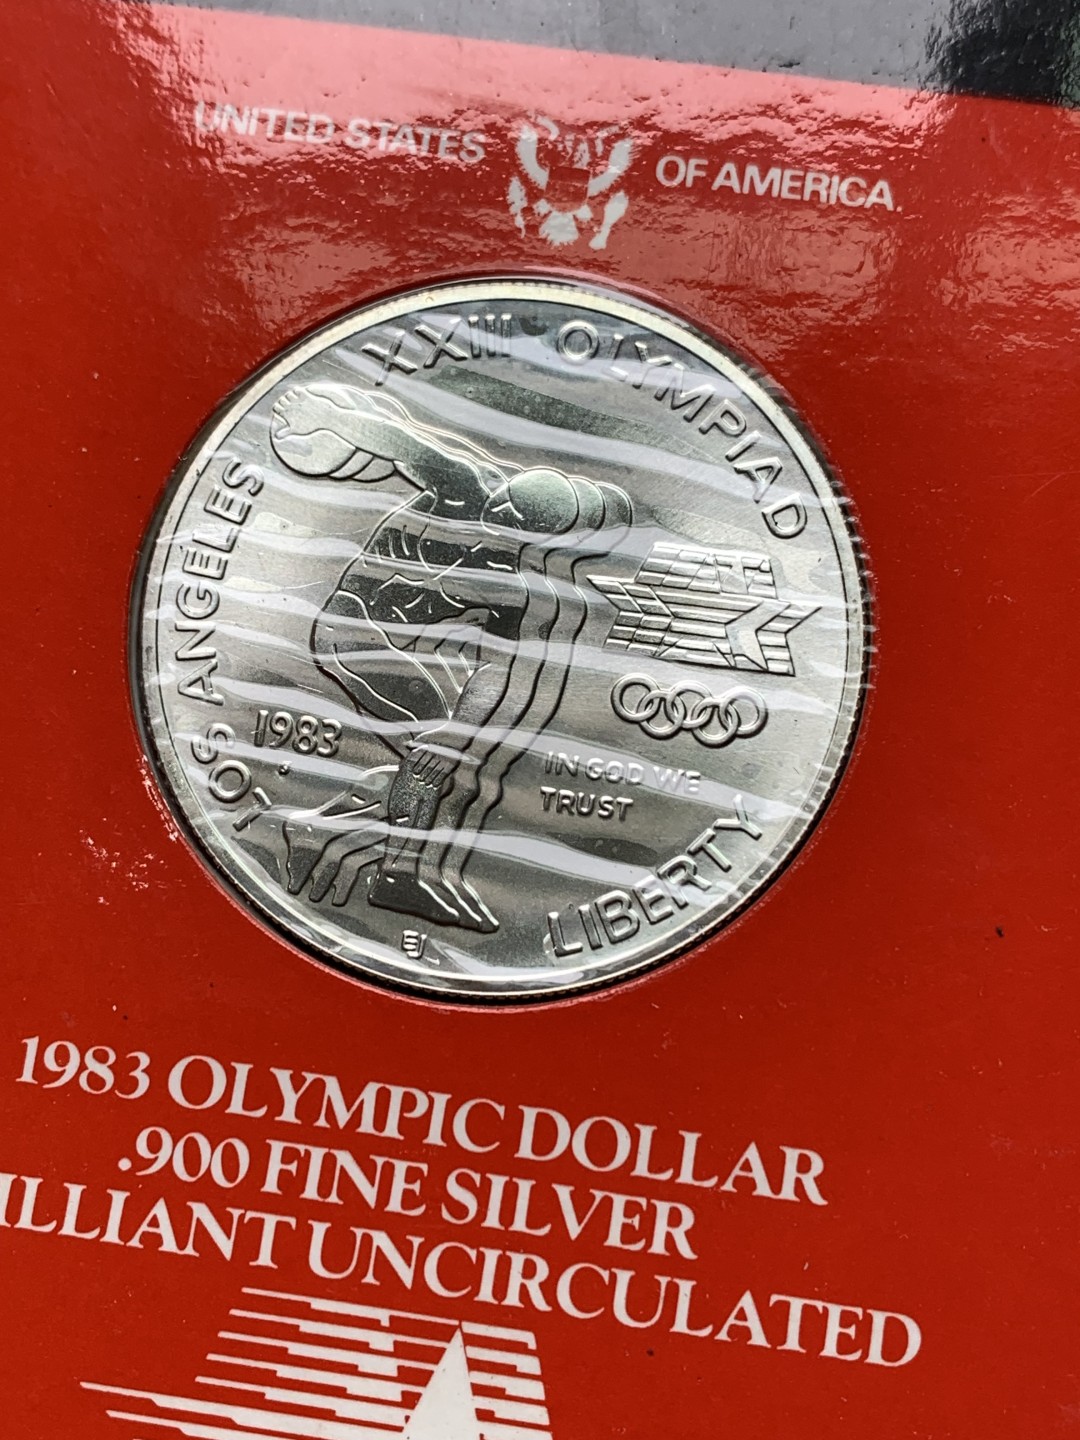 UNITED STATES OF AMERICA.
XXIII OLYMPIAD
LOS ANGELES
1983
IN GOD WE
TRUST
LIBERTY
EJ
1983 OLYMPIC DOLLAR
.900 FINE SILVER
ILLIANT UNCIRCULATED